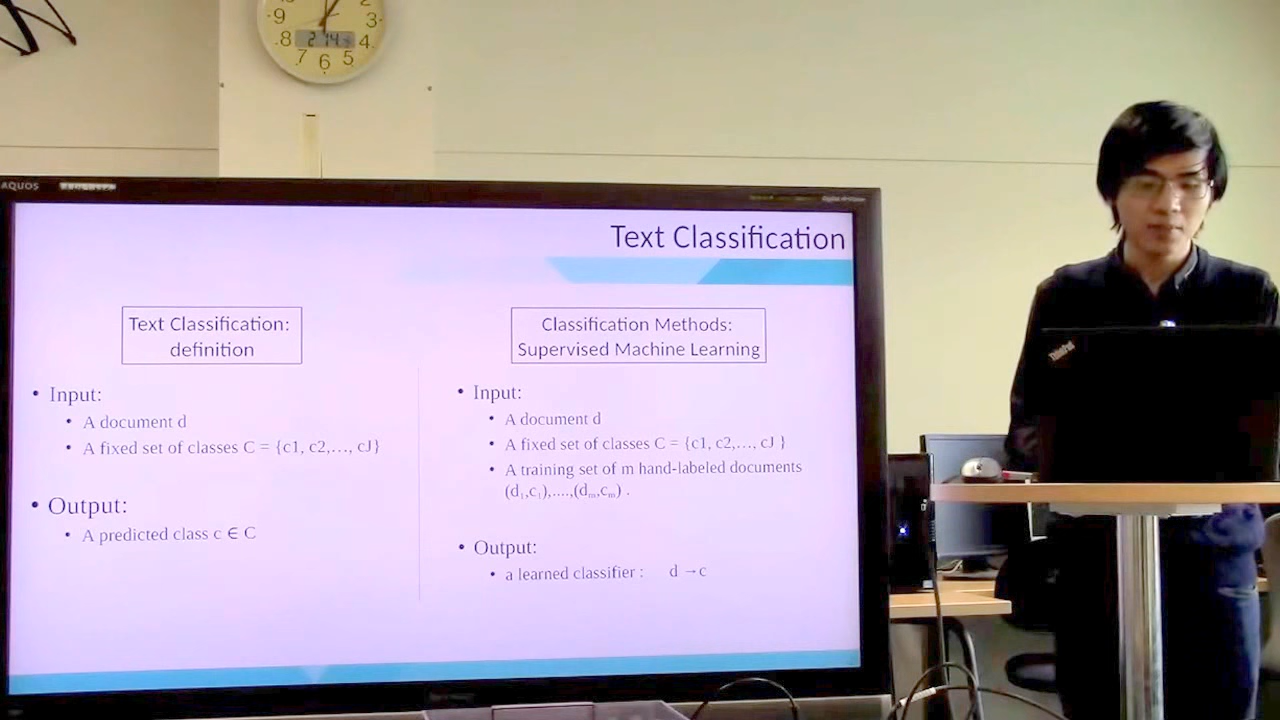 2
9
3
8
274
4
7
6
5
AQUOS
Text Classification
Text Classification:
definition
• Input:
• A document d
• A fixed set of classes C = {c1, c2,..., cJ}
• Output:
• A predicted class c ∈ C
Classification Methods:
Supervised Machine Learning
• Input:
• A document d
• A fixed set of classes C = {c1, c2,..., cJ }
• A training set of m hand-labeled documents
(d₁,c₁),....,(dₘ,cₘ) .
• Output:
• a learned classifier : d →c
ThinkPad